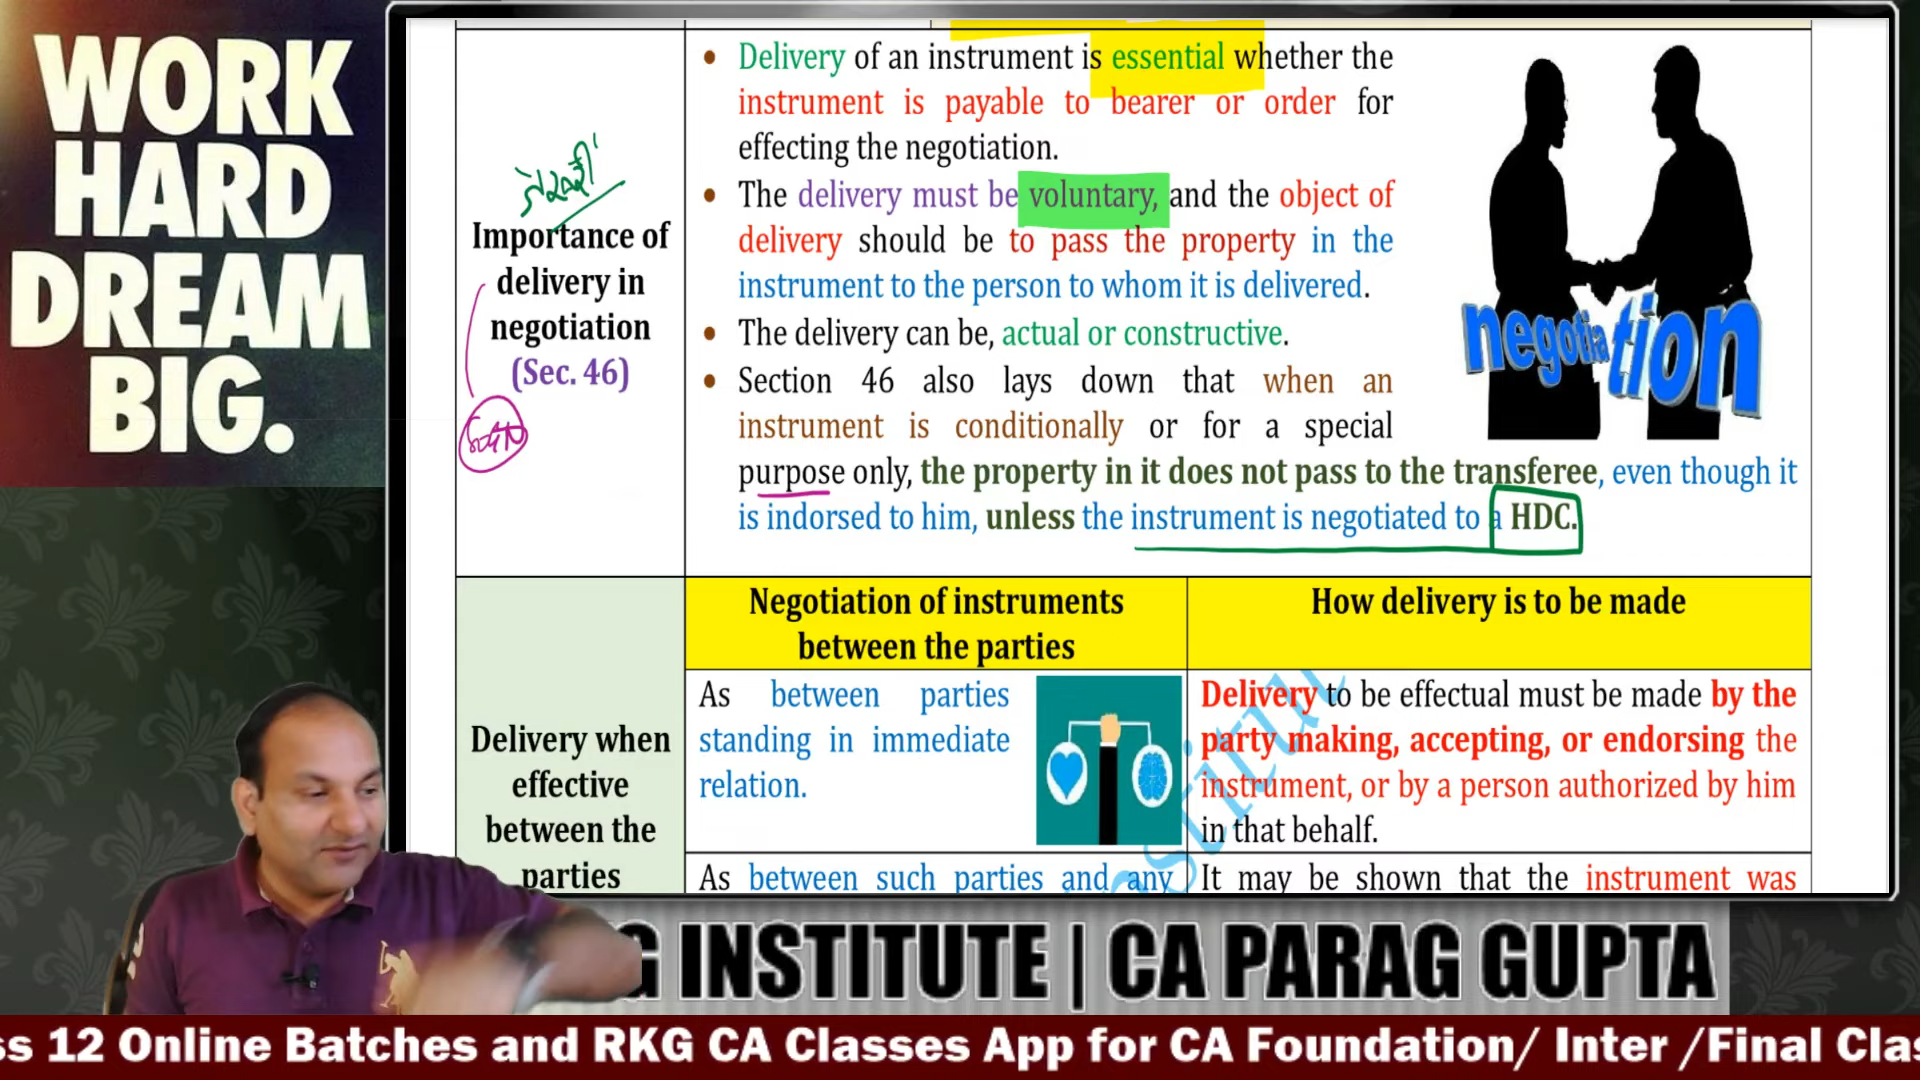 WORK
HARD
DREAM
BIG.
Importance of
delivery in
negotiation
(Sec. 46)
• Delivery of an instrument is essential whether the
instrument is payable to bearer or order for
effecting the negotiation.
• The delivery must be voluntary, and the object of
delivery should be to pass the property in the
instrument to the person to whom it is delivered.
• The delivery can be, actual or constructive.
• Section 46 also lays down that when an
instrument is conditionally or for a special
purpose only, the property in it does not pass to the transferee, even though it
is indorsed to him, unless the instrument is negotiated to a HDC.
negotiation
Delivery when
effective
between the
parties
Negotiation of instruments
between the parties
How delivery is to be made
As between parties
standing in immediate
relation.
Delivery to be effectual must be made by the
party making, accepting, or endorsing the
instrument, or by a person authorized by him
in that behalf.
As between such parties and any
It may be shown that the instrument was
G INSTITUTE | CA PARAG GUPTA
ss 12 Online Batches and RKG CA Classes App for CA Foundation/ Inter /Final Clas